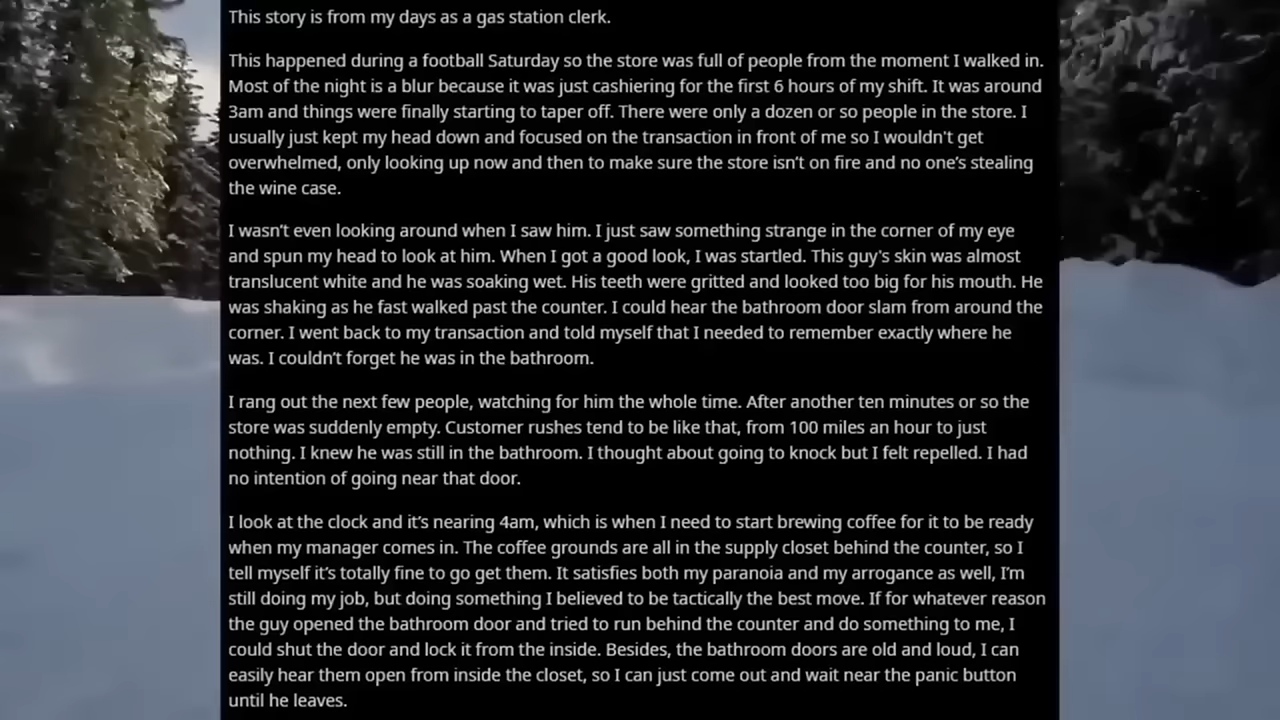 This story is from my days as a gas station clerk.
This happened during a football Saturday so the store was full of people from the moment I walked in.
Most of the night is a blur because it was just cashiering for the first 6 hours of my shift. It was around
3am and things were finally starting to taper off. There were only a dozen or so people in the store. I
usually just kept my head down and focused on the transaction in front of me so I wouldn't get
overwhelmed, only looking up now and then to make sure the store isn’t on fire and no one’s stealing
the wine case.
I wasn’t even looking around when I saw him. I just saw something strange in the corner of my eye
and spun my head to look at him. When I got a good look, I was startled. This guy's skin was almost
translucent white and he was soaking wet. His teeth were gritted and looked too big for his mouth. He
was shaking as he fast walked past the counter. I could hear the bathroom door slam from around the
corner. I went back to my transaction and told myself that I needed to remember exactly where he
was. I couldn’t forget he was in the bathroom.
I rang out the next few people, watching for him the whole time. After another ten minutes or so the
store was suddenly empty. Customer rushes tend to be like that, from 100 miles an hour to just
nothing. I knew he was still in the bathroom. I thought about going to knock but I felt repelled. I had
no intention of going near that door.
I look at the clock and it’s nearing 4am, which is when I need to start brewing coffee for it to be ready
when my manager comes in. The coffee grounds are all in the supply closet behind the counter, so I
tell myself it’s totally fine to go get them. It satisfies both my paranoia and my arrogance as well, I’m
still doing my job, but doing something I believed to be tactically the best move. If for whatever reason
the guy opened the bathroom door and tried to run behind the counter and do something to me, I
could shut the door and lock it from the inside. Besides, the bathroom doors are old and loud, I can
easily hear them open from inside the closet, so I can just come out and wait near the panic button
until he leaves.